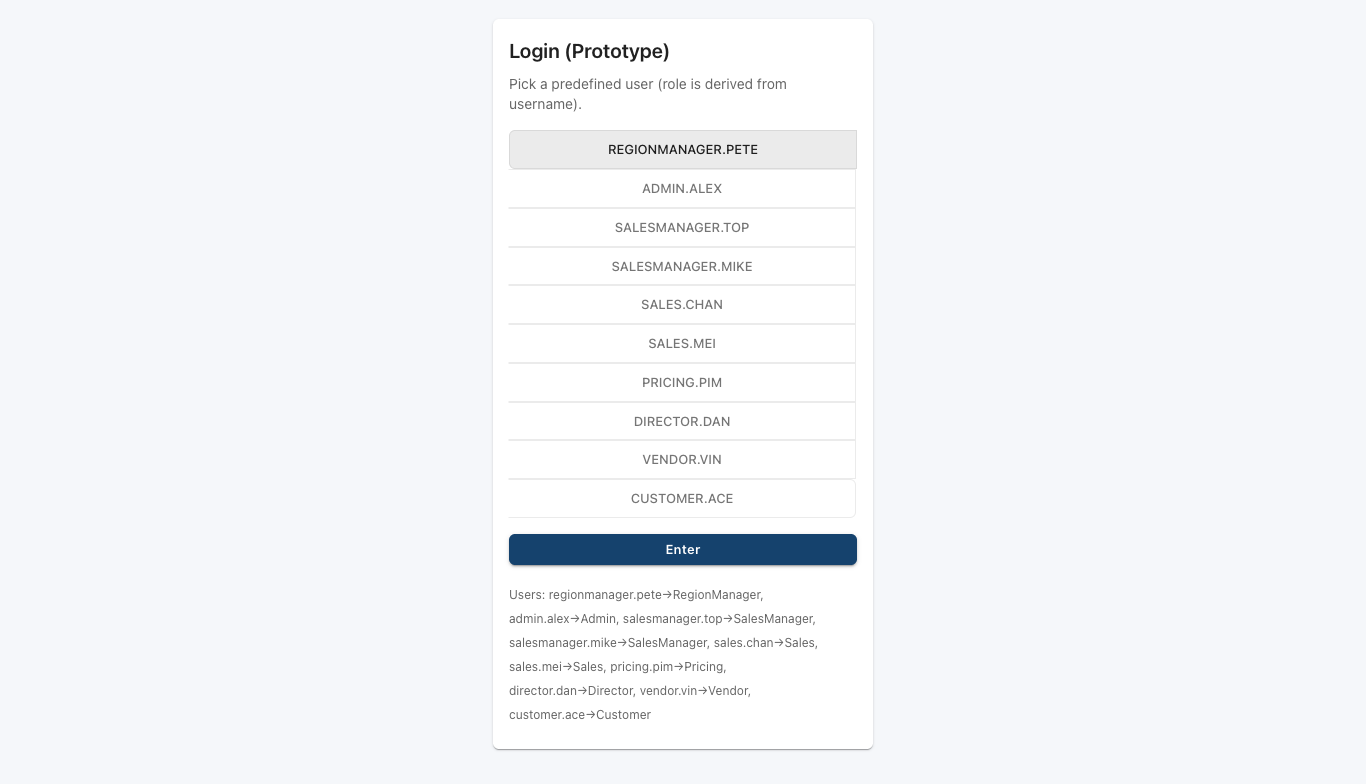 Login (Prototype)
Pick a predefined user (role is derived from
username).
REGIONMANAGER.PETE
ADMIN.ALEX
SALESMANAGER.TOP
SALESMANAGER.MIKE
SALES.CHAN
SALES.MEI
PRICING.PIM
DIRECTOR.DAN
VENDOR.VIN
CUSTOMER.ACE
Enter
Users: regionmanager.pete→RegionManager,
admin.alex→Admin, salesmanager.top→SalesManager,
salesmanager.mike→SalesManager, sales.chan→Sales,
sales.mei→Sales, pricing.pim→Pricing,
director.dan→Director, vendor.vin→Vendor,
customer.ace→Customer